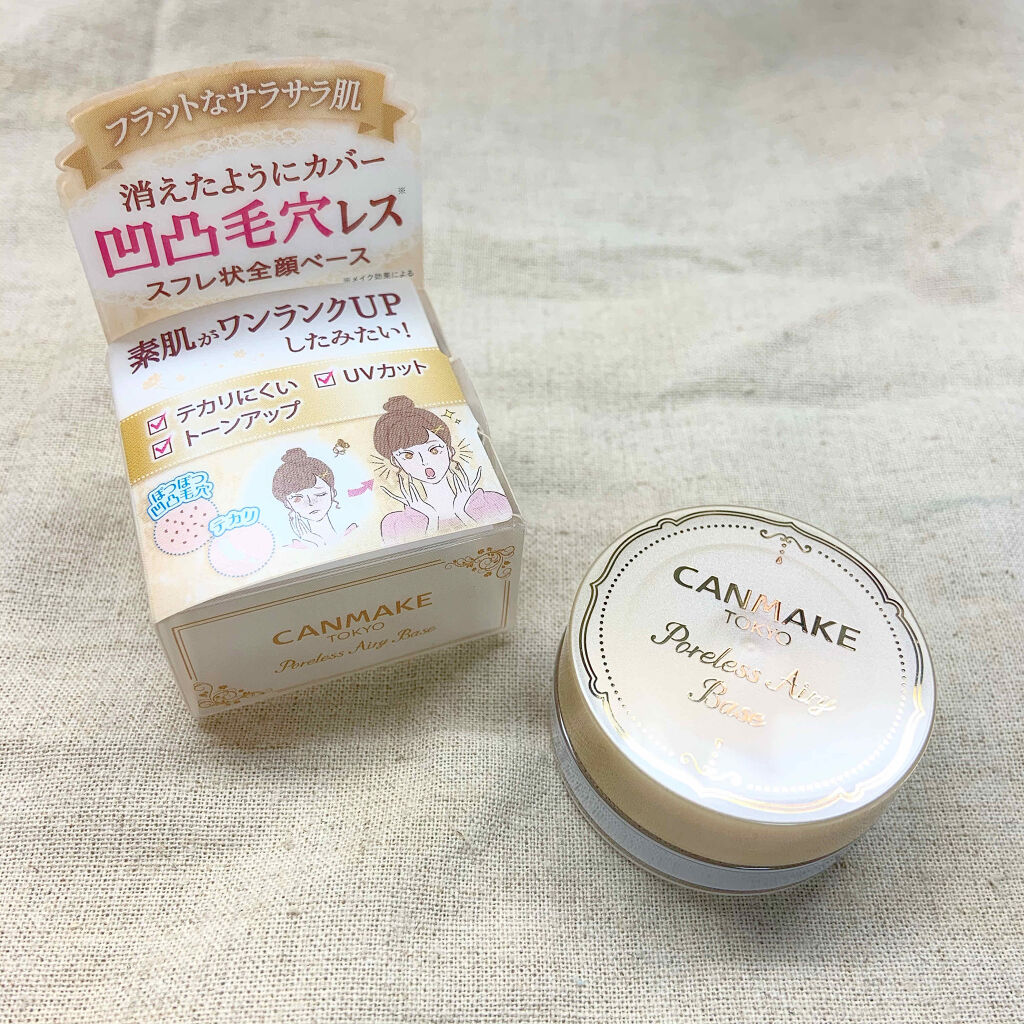 フラットなサラサラ肌
消えたようにカバー
凹凸毛穴レス※
スフレ状全顔ベース
※メイク効果による
素肌がワンランクUP
したみたい!
テカリにくい UVカット
トーンアップ
ぽつぽつ
凹凸毛穴
テカリ
CANMAKE
TOKYO
Poreless Airy Base
CANMAKE
TOKYO
Poreless Airy
Base